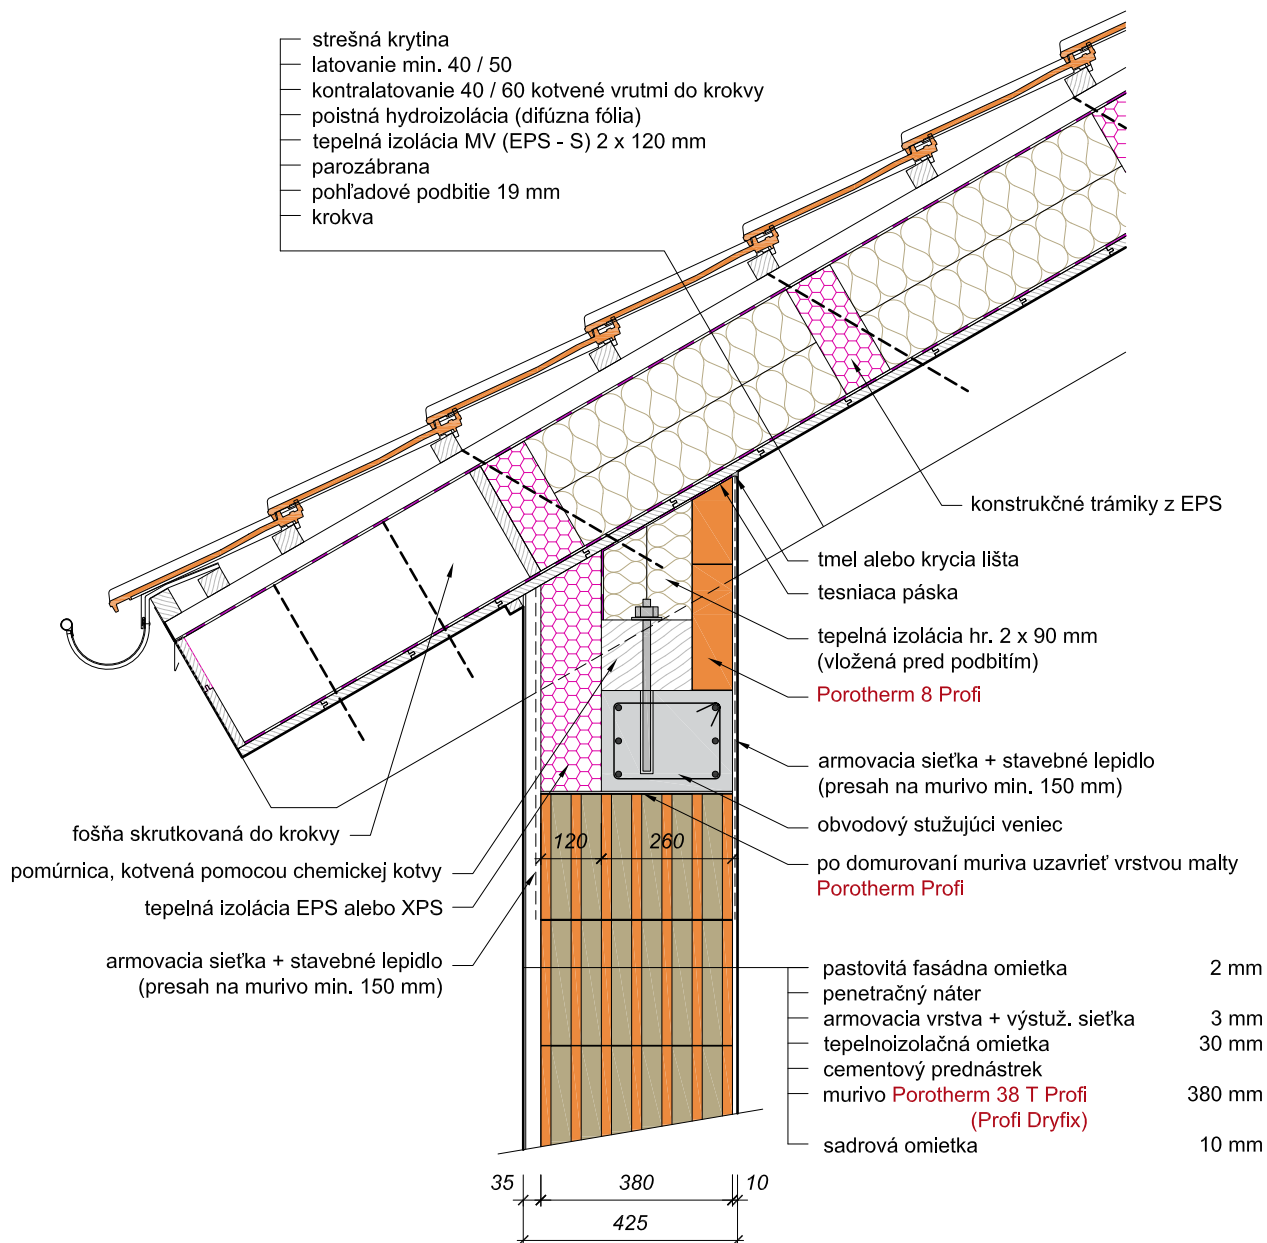 strešná krytina
latovanie min. 40 / 50
kontralatovanie 40 / 60 kotvené vrutmi do krokvy
poistná hydroizolácia (difúzna fólia)
tepelná izolácia MV (EPS - S) 2 x 120 mm
parozábrana
pohľadové podbitie 19 mm
krokva
konstrukčné trámiky z EPS
tmel alebo krycia lišta
tesniaca páska
tepelná izolácia hr. 2 x 90 mm
(vložená pred podbitím)
Porotherm 8 Profi
armovacia sieťka + stavebné lepidlo
(presah na murivo min. 150 mm)
obvodový stužujúci veniec
po domurovaní muriva uzavrieť vrstvou malty
Porotherm Profi
fošňa skrutkovaná do krokvy
pomúrnica, kotvená pomocou chemickej kotvy
tepelná izolácia EPS alebo XPS
armovacia sieťka + stavebné lepidlo
(presah na murivo min. 150 mm)
120 260
pastovitá fasádna omietka 2 mm
penetračný náter
armovacia vrstva + výstuž. sieťka 3 mm
tepelnoizolačná omietka 30 mm
cementový prednástrek
murivo Porotherm 38 T Profi 380 mm
(Profi Dryfix)
sadrová omietka 10 mm
35 380 10
425